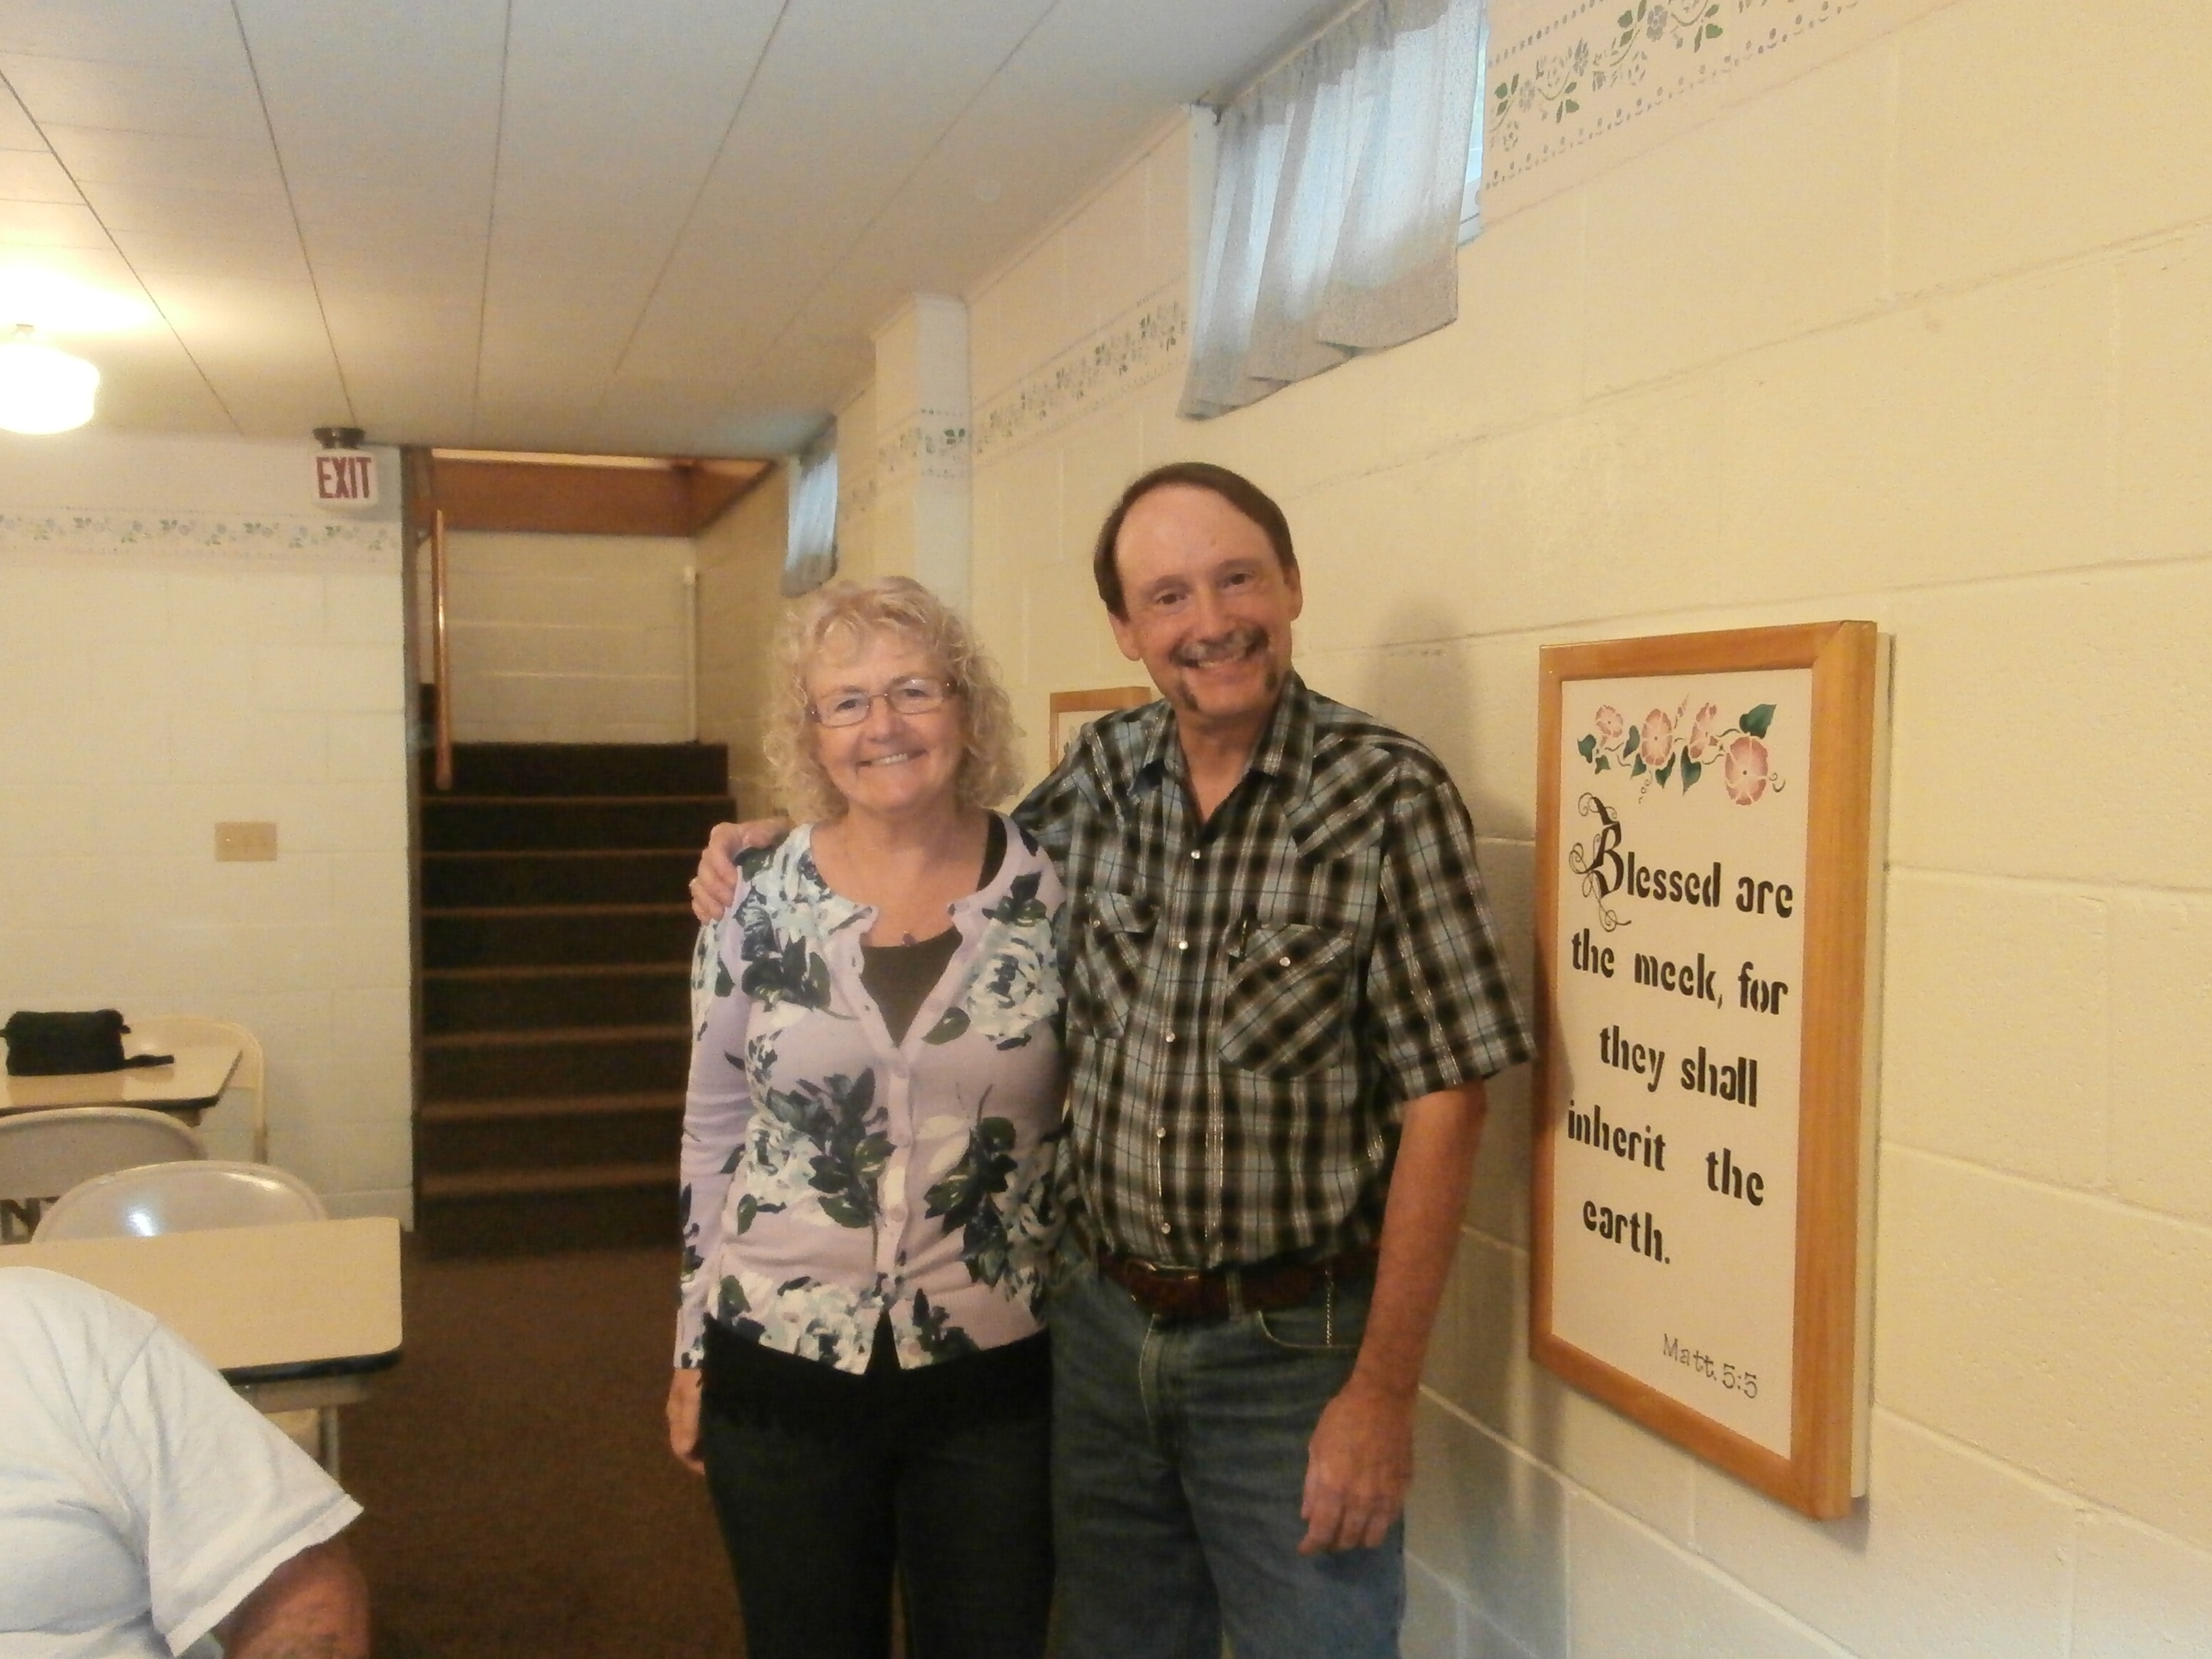 EXIT
Blessed are
the meek, for
they shall
inherit the
earth.
Matt. 5:5